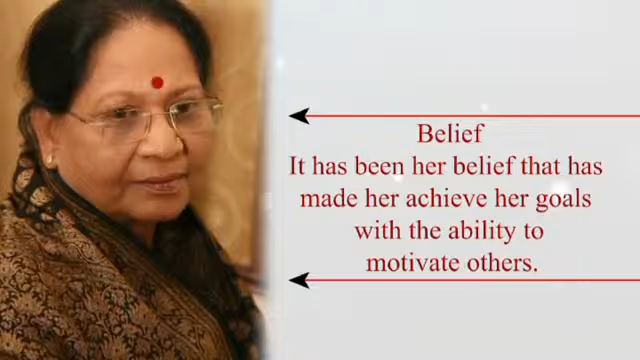 Belief
It has been her belief that has
made her achieve her goals
with the ability to
motivate others.